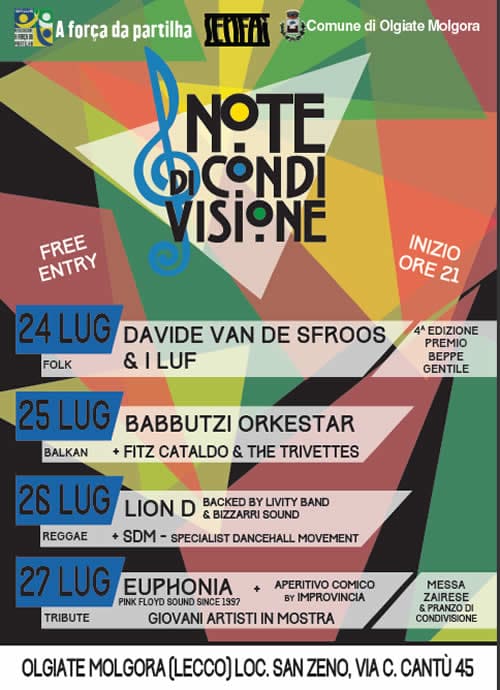 A força da partilha
Comune di Olgiate Molgora
NOTE
DI CONDI
VISIONE
FREE
ENTRY
INIZIO
ORE 21
24 LUG
FOLK
DAVIDE VAN DE SFROOS
& I LUF
4ª EDIZIONE
PREMIO
BEPPE
GENTILE
25 LUG
BALKAN
BABBUTZI ORKESTAR
+ FITZ CATALDO & THE TRIVETTES
26 LUG
REGGAE
LION D BACKED BY LIVITY BAND
& BIZZARRI SOUND
+ SDM - SPECIALIST DANCEHALL MOVEMENT
27 LUG
TRIBUTE
EUPHONIA + APERITIVO COMICO
PINK FLOYD SOUND SINCE 1997 BY IMPROVINCIA
GIOVANI ARTISTI IN MOSTRA
MESSA
ZAIRESE
& PRANZO DI
CONDIVISIONE
OLGIATE MOLGORA (LECCO) LOC. SAN ZENO, VIA C. CANTÙ 45